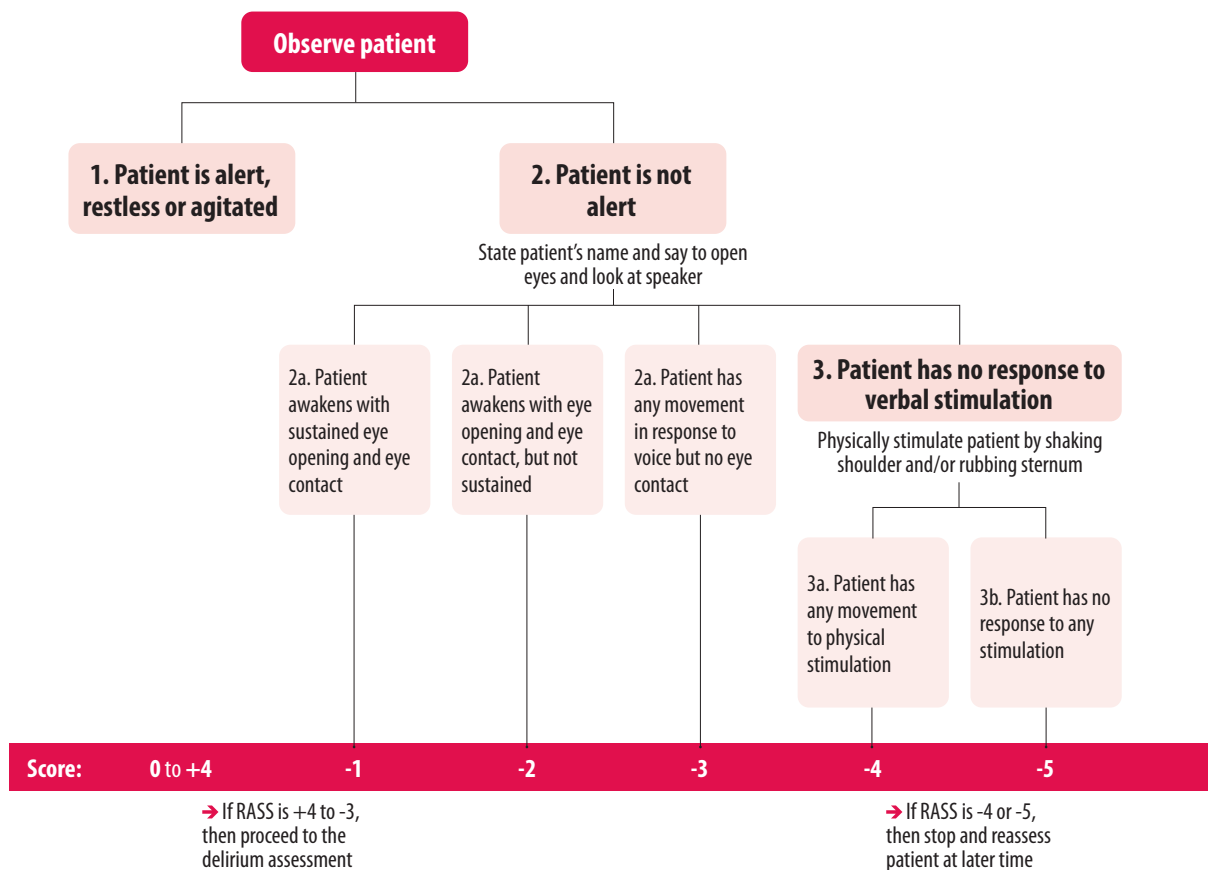 Observe patient
1. Patient is alert,
restless or agitated
2. Patient is not
alert
State patient's name and say to open
eyes and look at speaker
2a. Patient
awakens with
sustained eye
opening and eye
contact
2a. Patient
awakens with eye
opening and eye
contact, but not
sustained
2a. Patient has
any movement
in response to
voice but no eye
contact
3. Patient has no response to
verbal stimulation
Physically stimulate patient by shaking
shoulder and/or rubbing sternum
3a. Patient has
any movement
to physical
stimulation
3b. Patient has no
response to any
stimulation
Score: 0 to +4 -1 -2 -3 -4 -5
➔ If RASS is +4 to -3,
then proceed to the
delirium assessment
➔ If RASS is -4 or -5,
then stop and reassess
patient at later time